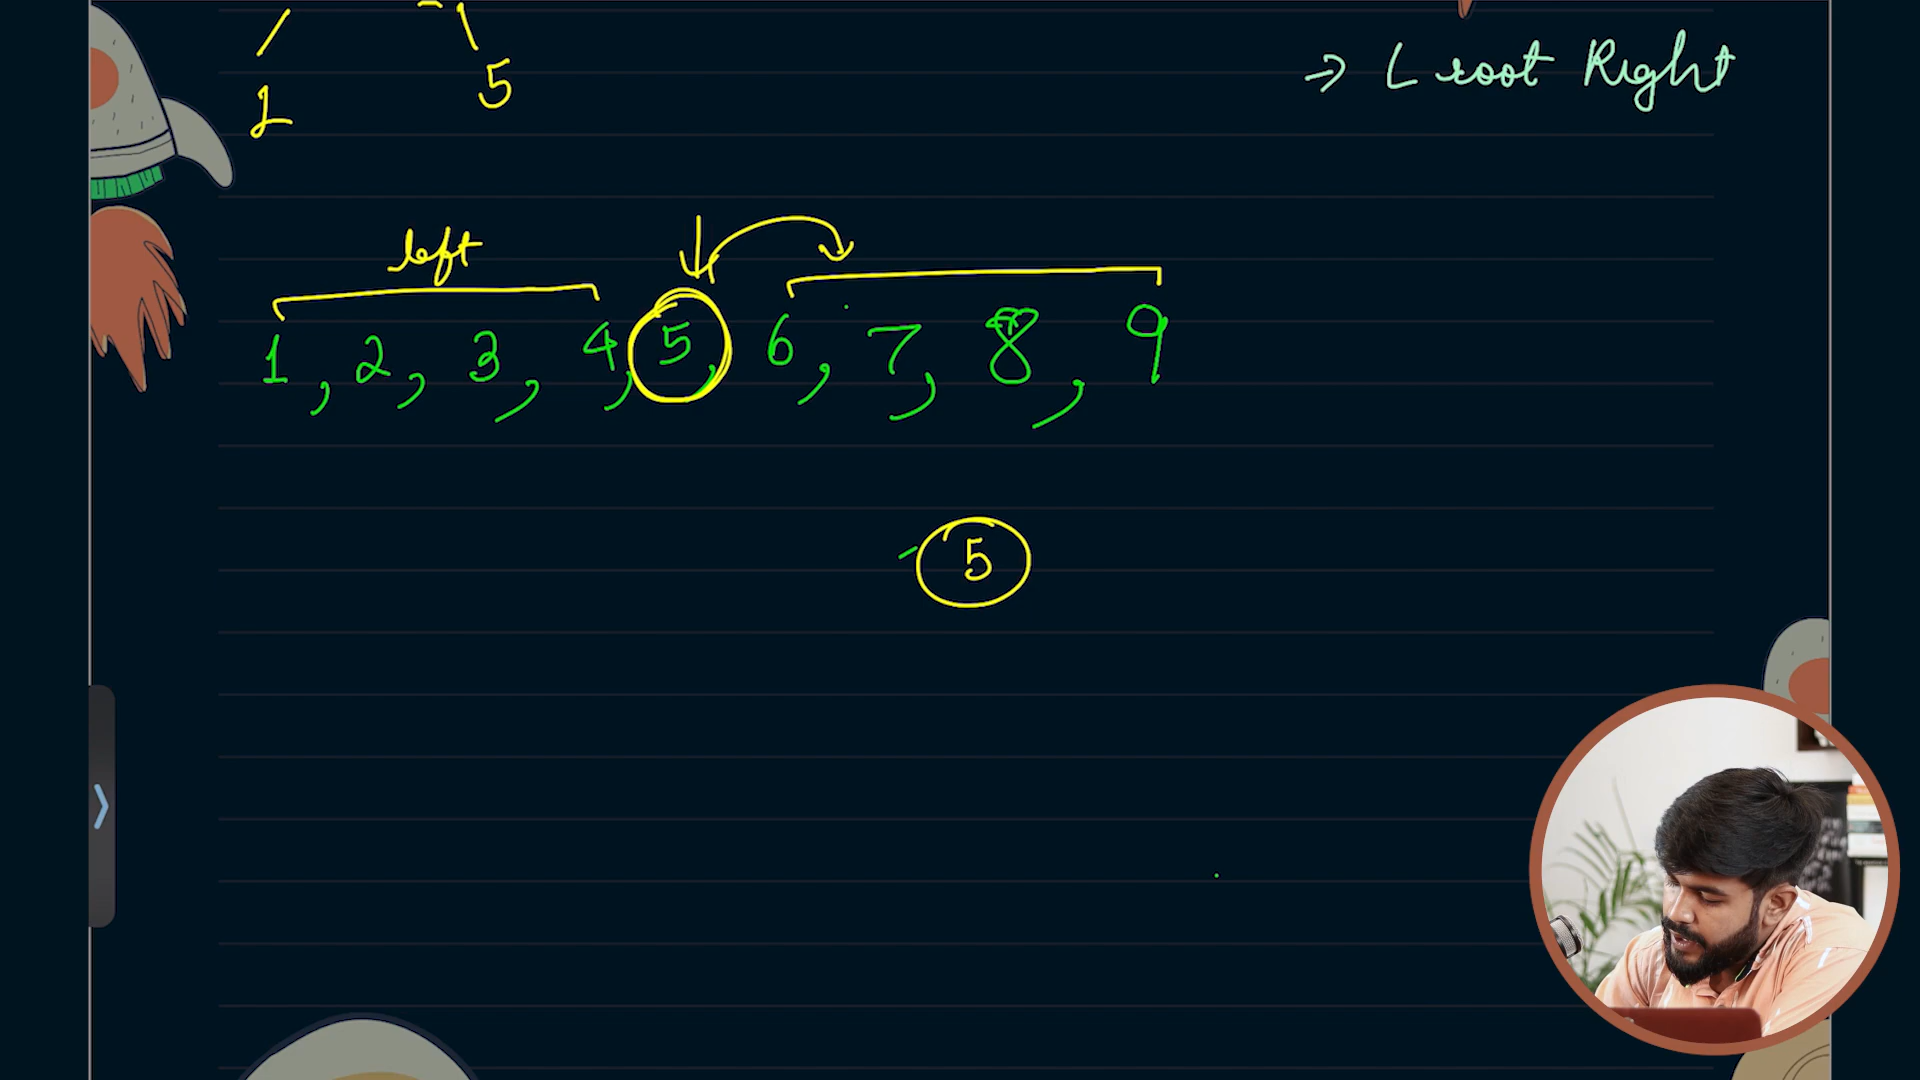 → L root Right
1 5
left
1, 2, 3, 4, 5, 6, 7, 8, 9
5